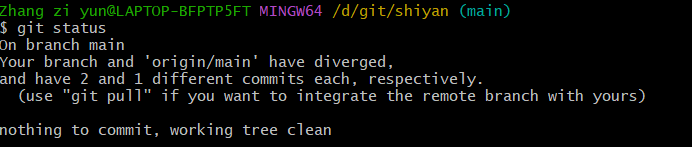 Zhang zi yun@LAPTOP-BFPTP5FT MINGW64 /d/git/shiyan (main)
$ git status
On branch main
Your branch and 'origin/main' have diverged,
and have 2 and 1 different commits each, respectively.
  (use "git pull" if you want to integrate the remote branch with yours)

nothing to commit, working tree clean